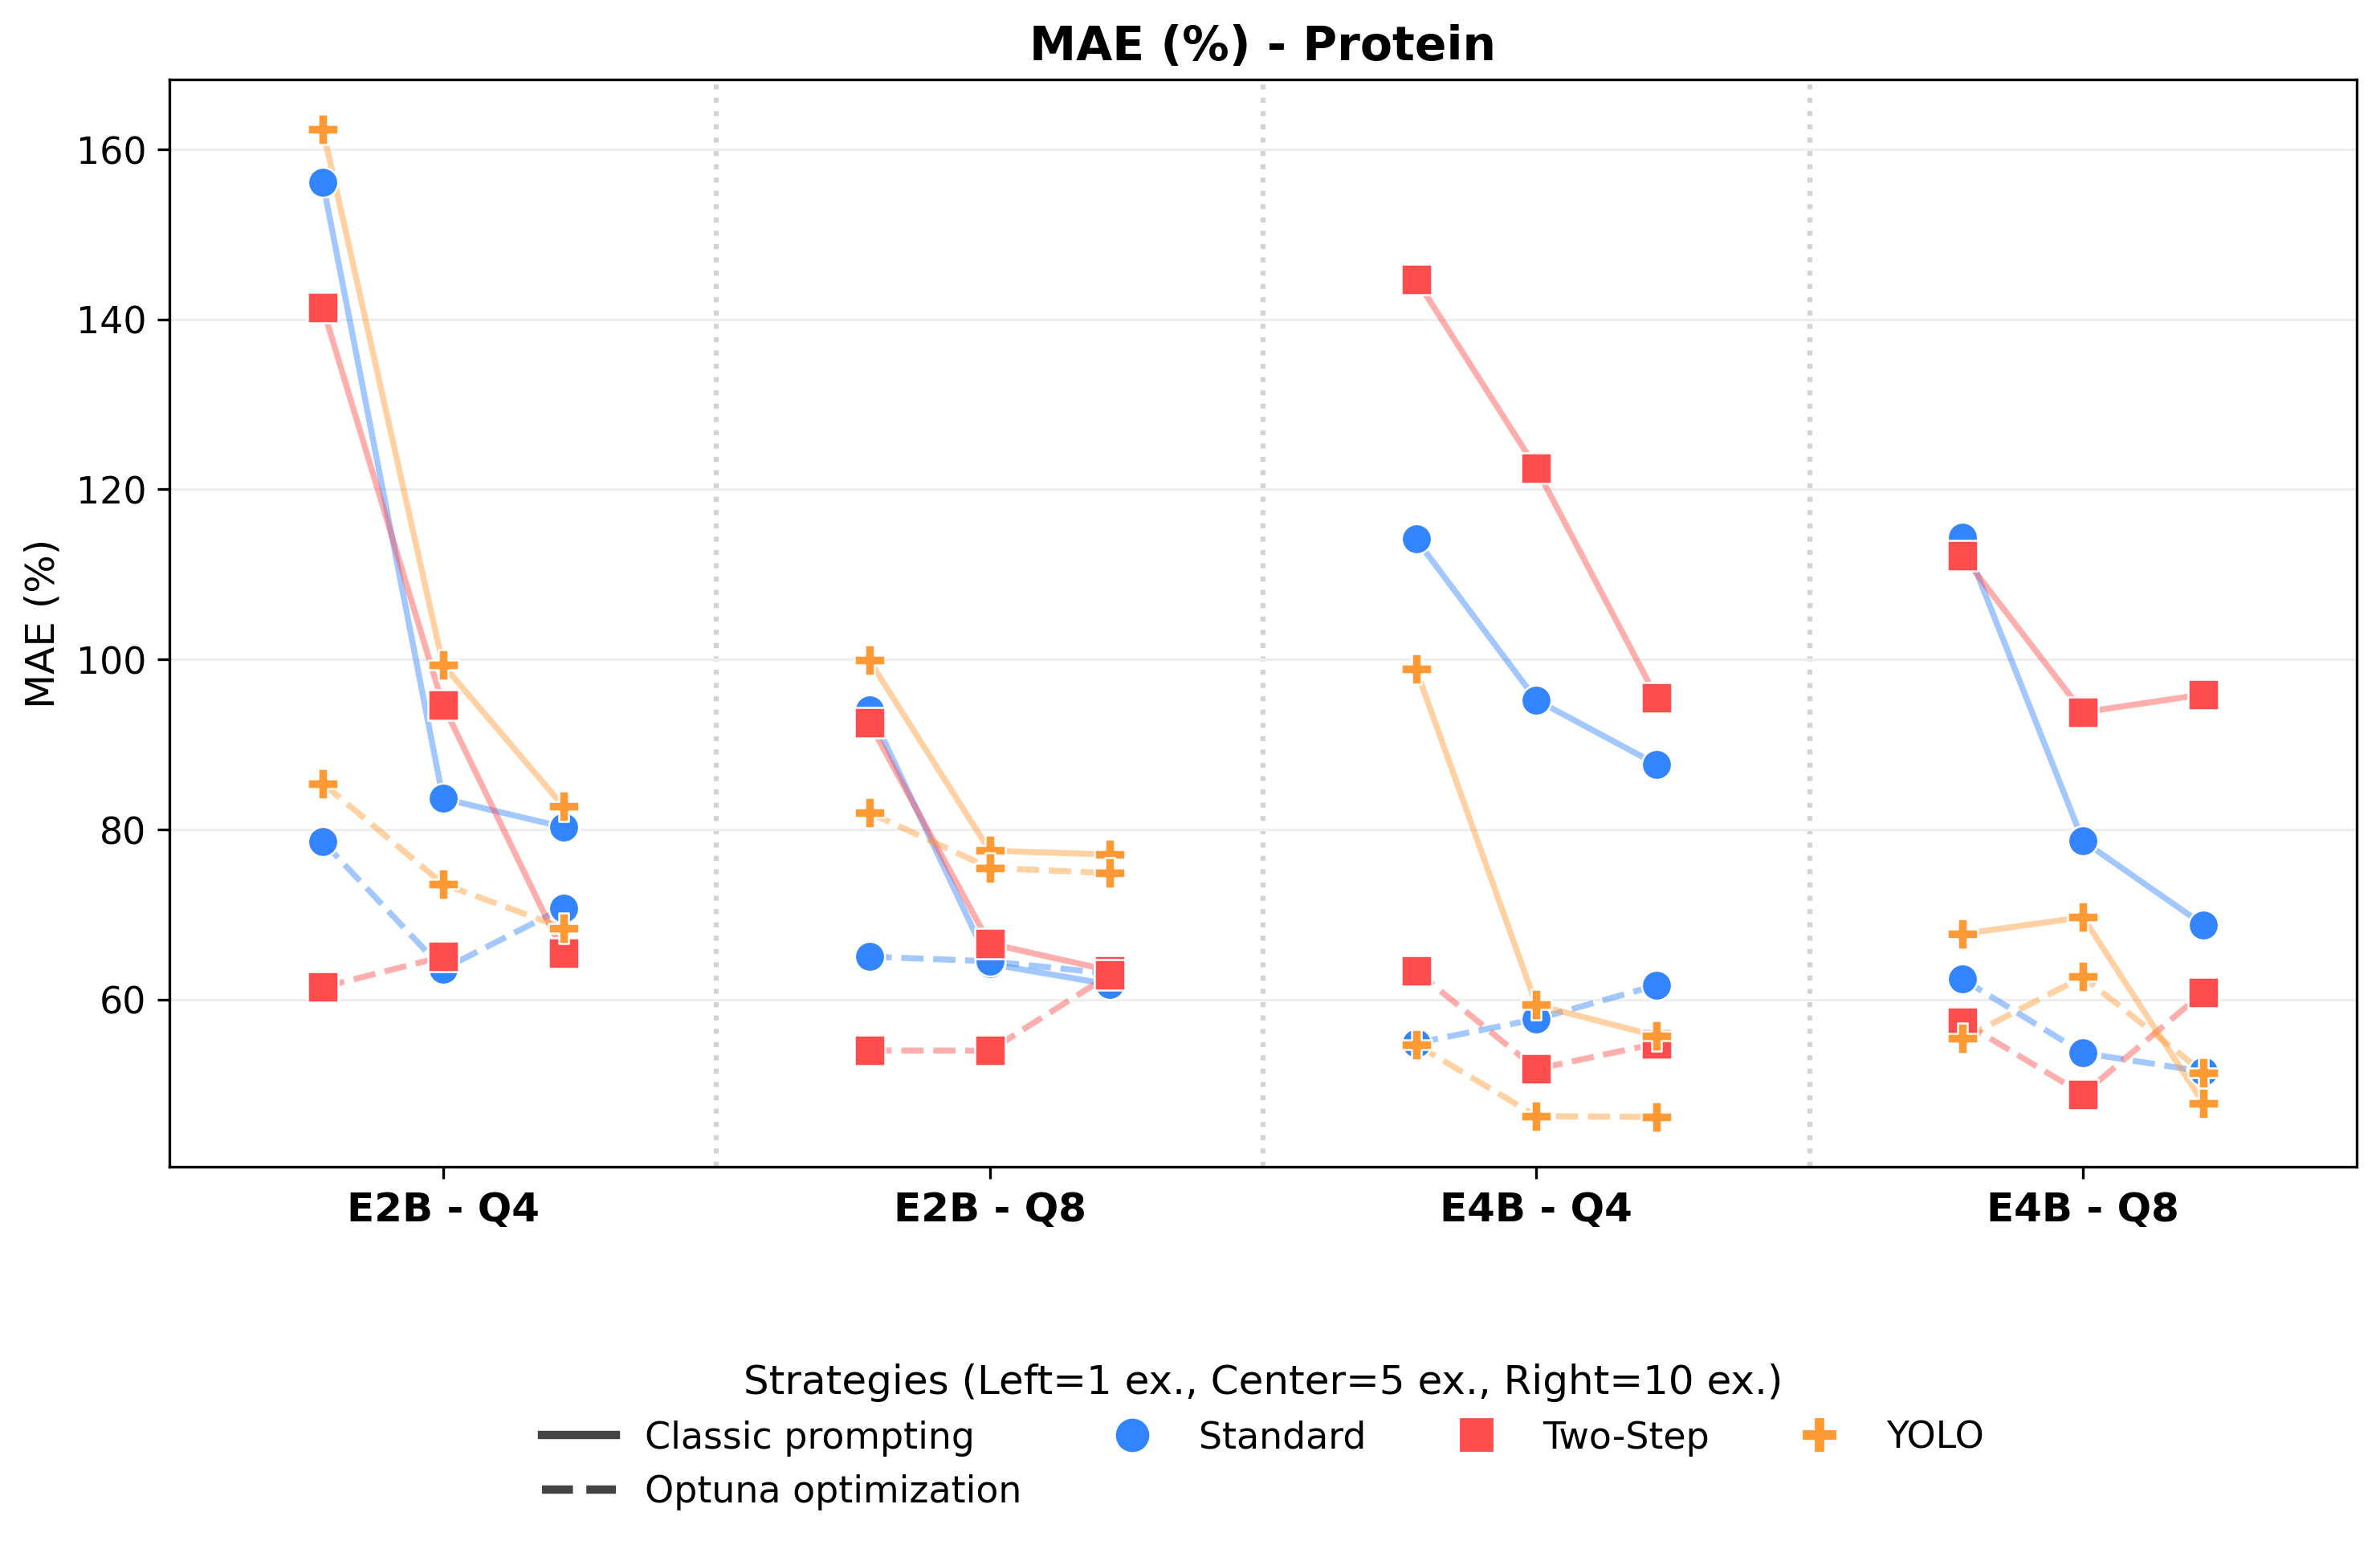 MAE (%) - Protein
MAE (%)
160
140
120
100
80
60
E2B - Q4
E2B - Q8
E4B - Q4
E4B - Q8
Strategies (Left=1 ex., Center=5 ex., Right=10 ex.)
Classic prompting
Optuna optimization
Standard
Two-Step
YOLO